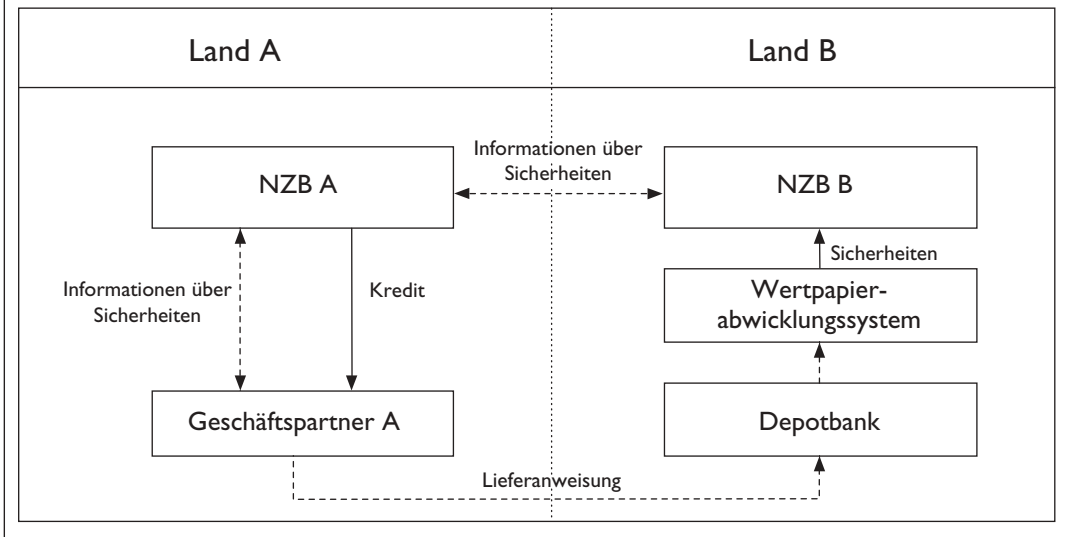 Land A
Land B
Informationen über
Sicherheiten
NZB A
NZB B
Sicherheiten
Informationen über
Sicherheiten
Kredit
Wertpapier-
abwicklungssystem
Geschäftspartner A
Depotbank
Lieferanweisung